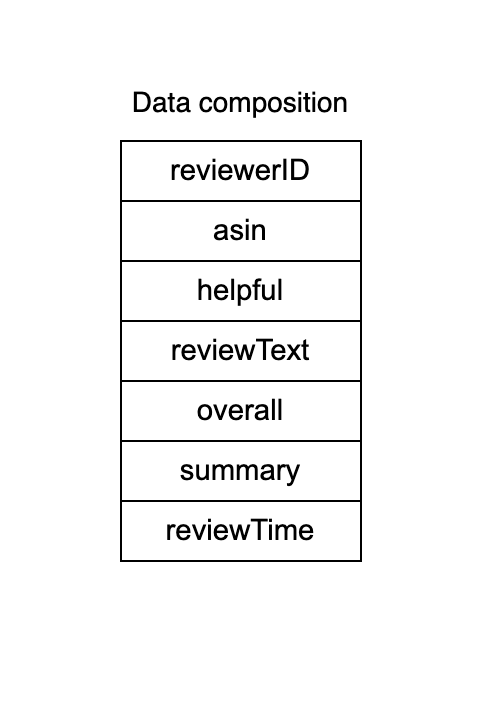 Data composition
reviewerID
asin
helpful
reviewText
overall
summary
reviewTime